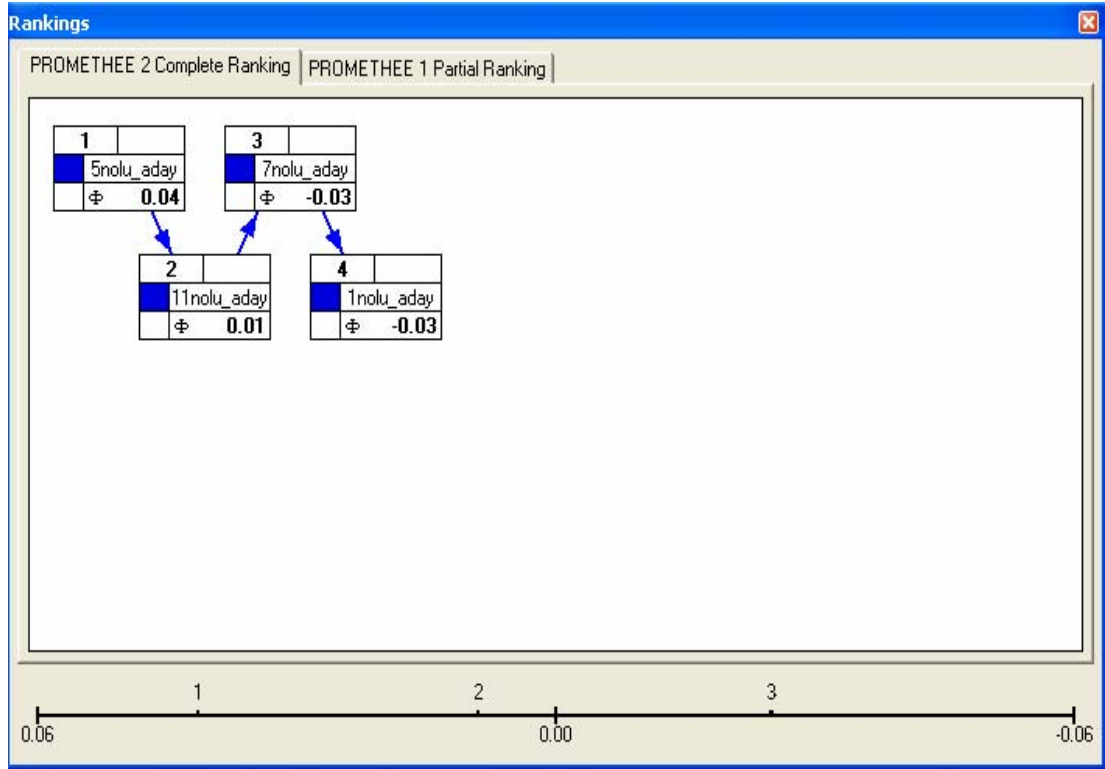 Rankings
PROMETHEE 2 Complete Ranking
PROMETHEE 1 Partial Ranking
1
5nolu_aday
Φ 0.04
3
7nolu_aday
Φ -0.03
2
11nolu_aday
Φ 0.01
4
1nolu_aday
Φ -0.03
1 2 3
0.06 0.00 -0.06